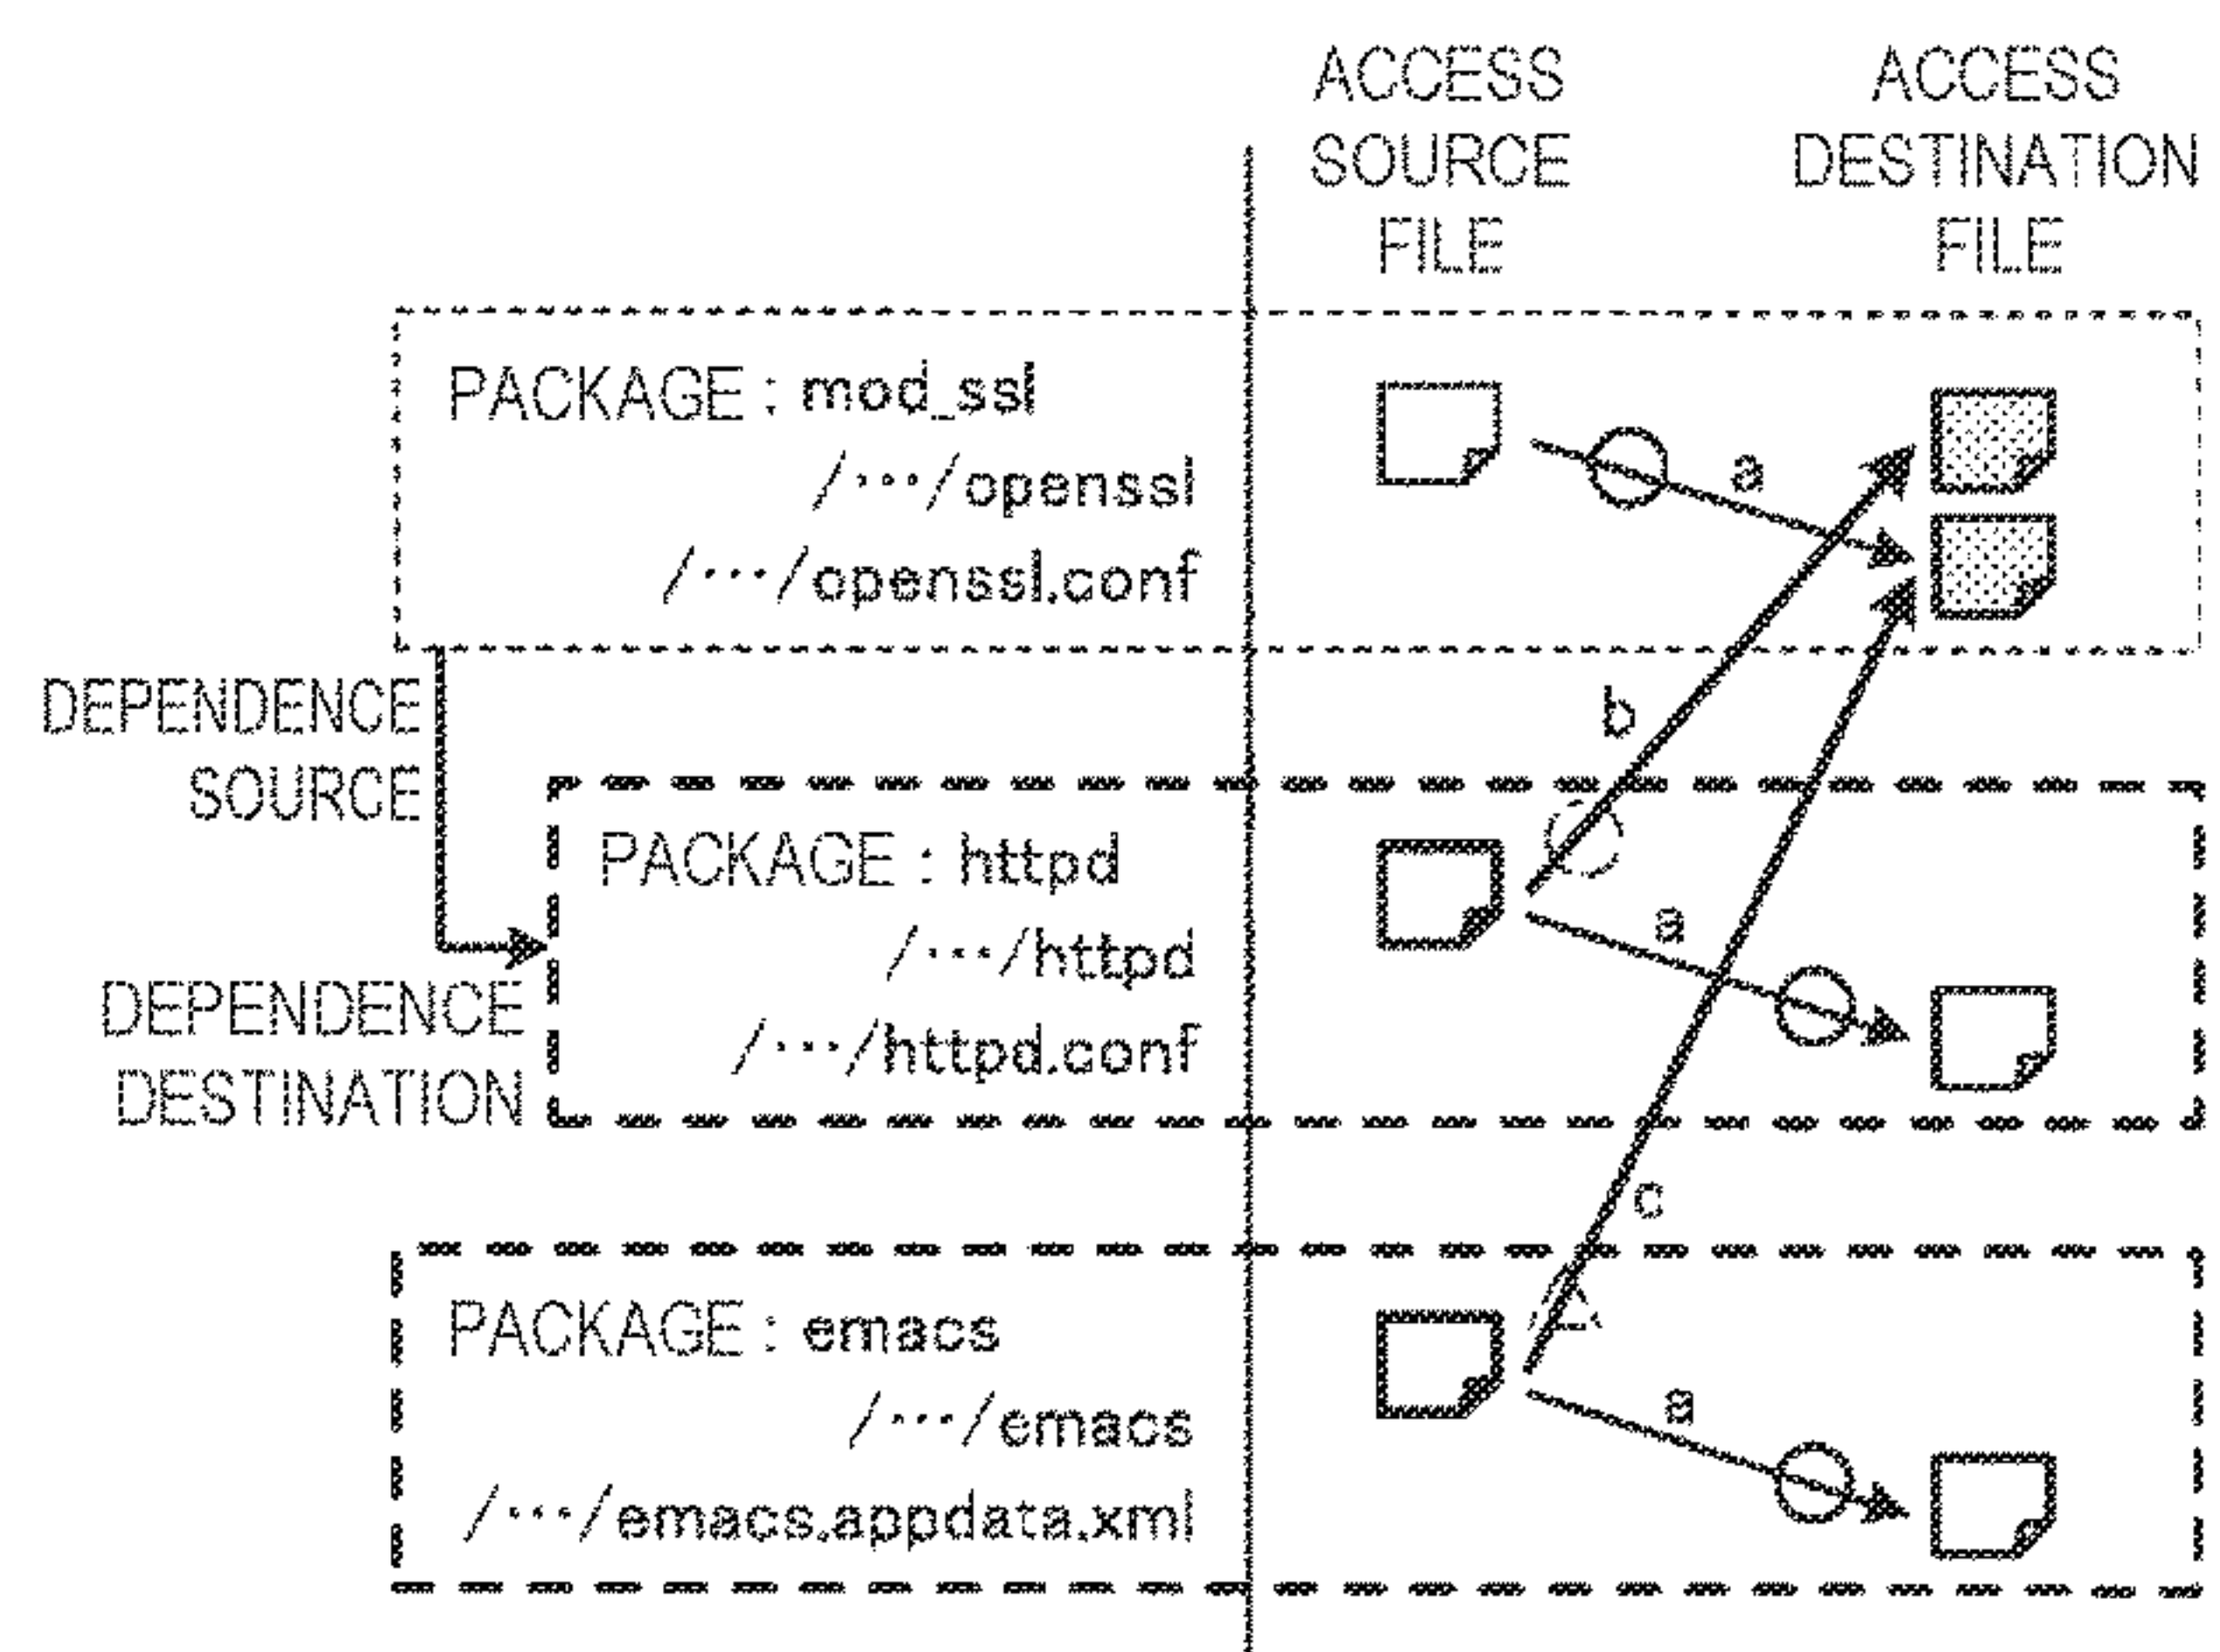 ACCESS
SOURCE
FILE
ACCESS
DESTINATION
FILE
PACKAGE : mod_ssl
/···/openssl
/···/openssl.conf
a
DEPENDENCE
SOURCE
b
PACKAGE : httpd
/···/httpd
/···/httpd.conf
a
DEPENDENCE
DESTINATION
c
PACKAGE : emacs
/···/emacs
/···/emacs.appdata.xml
a